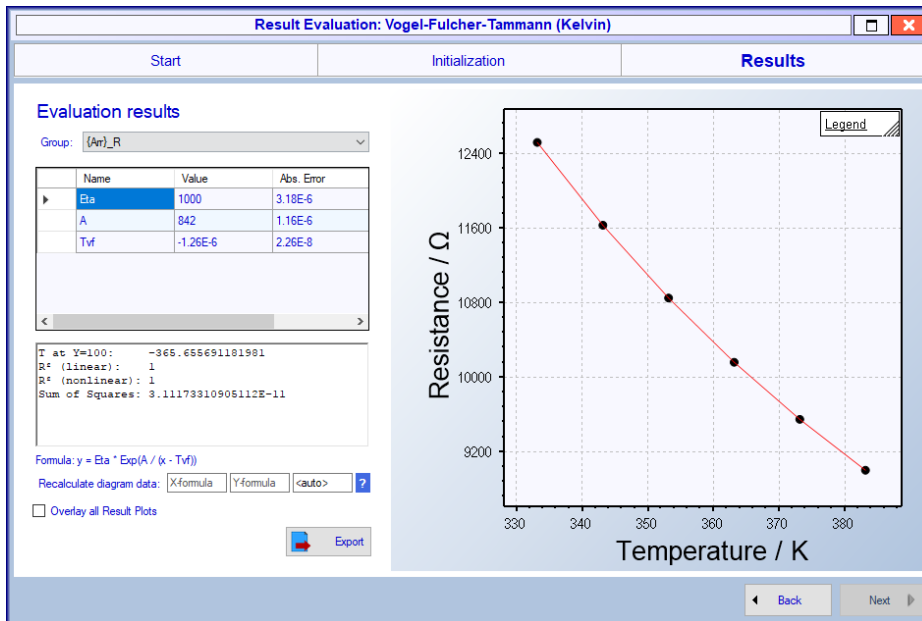 Result Evaluation: Vogel-Fulcher-Tammann (Kelvin)
Start Initialization Results
Evaluation results
Group: {Arr}_R
Name Value Abs. Error
Eta 1000 3.18E-6
A 842 1.16E-6
Tvf -1.26E-6 2.26E-8
T at Y=100: -365.655691181981
R² (linear): 1
R² (nonlinear): 1
Sum of Squares: 3.11173310905112E-11
Formula: y = Eta * Exp(A / (x - Tvf))
Recalculate diagram data: X-formula Y-formula <auto> ?
Overlay all Result Plots
Export
Legend
Resistance / Ω
12400
11600
10800
10000
9200
330 340 350 360 370 380
Temperature / K
Back Next